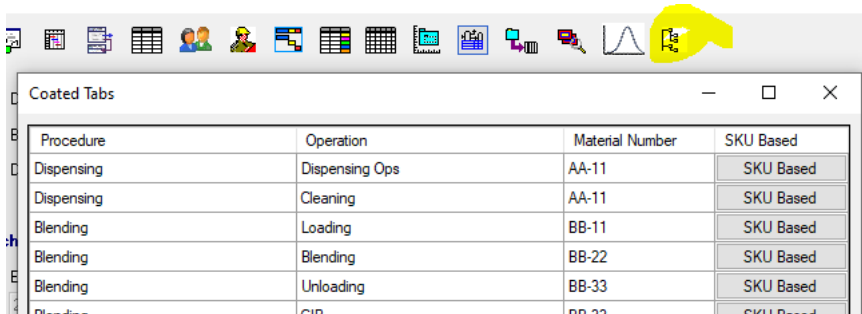 Coated Tabs
Procedure Operation Material Number SKU Based
Dispensing Dispensing Ops AA-11 SKU Based
Dispensing Cleaning AA-11 SKU Based
Blending Loading BB-11 SKU Based
Blending Blending BB-22 SKU Based
Blending Unloading BB-33 SKU Based